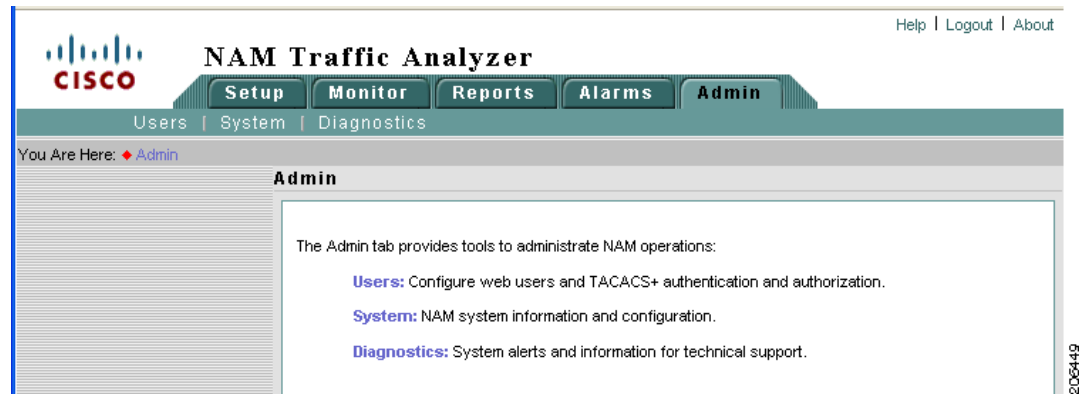 Help | Logout | About
CISCO
NAM Traffic Analyzer
Setup Monitor Reports Alarms Admin
Users | System | Diagnostics
You Are Here: Admin
Admin
The Admin tab provides tools to administrate NAM operations:
Users: Configure web users and TACACS+ authentication and authorization.
System: NAM system information and configuration.
Diagnostics: System alerts and information for technical support.
206449